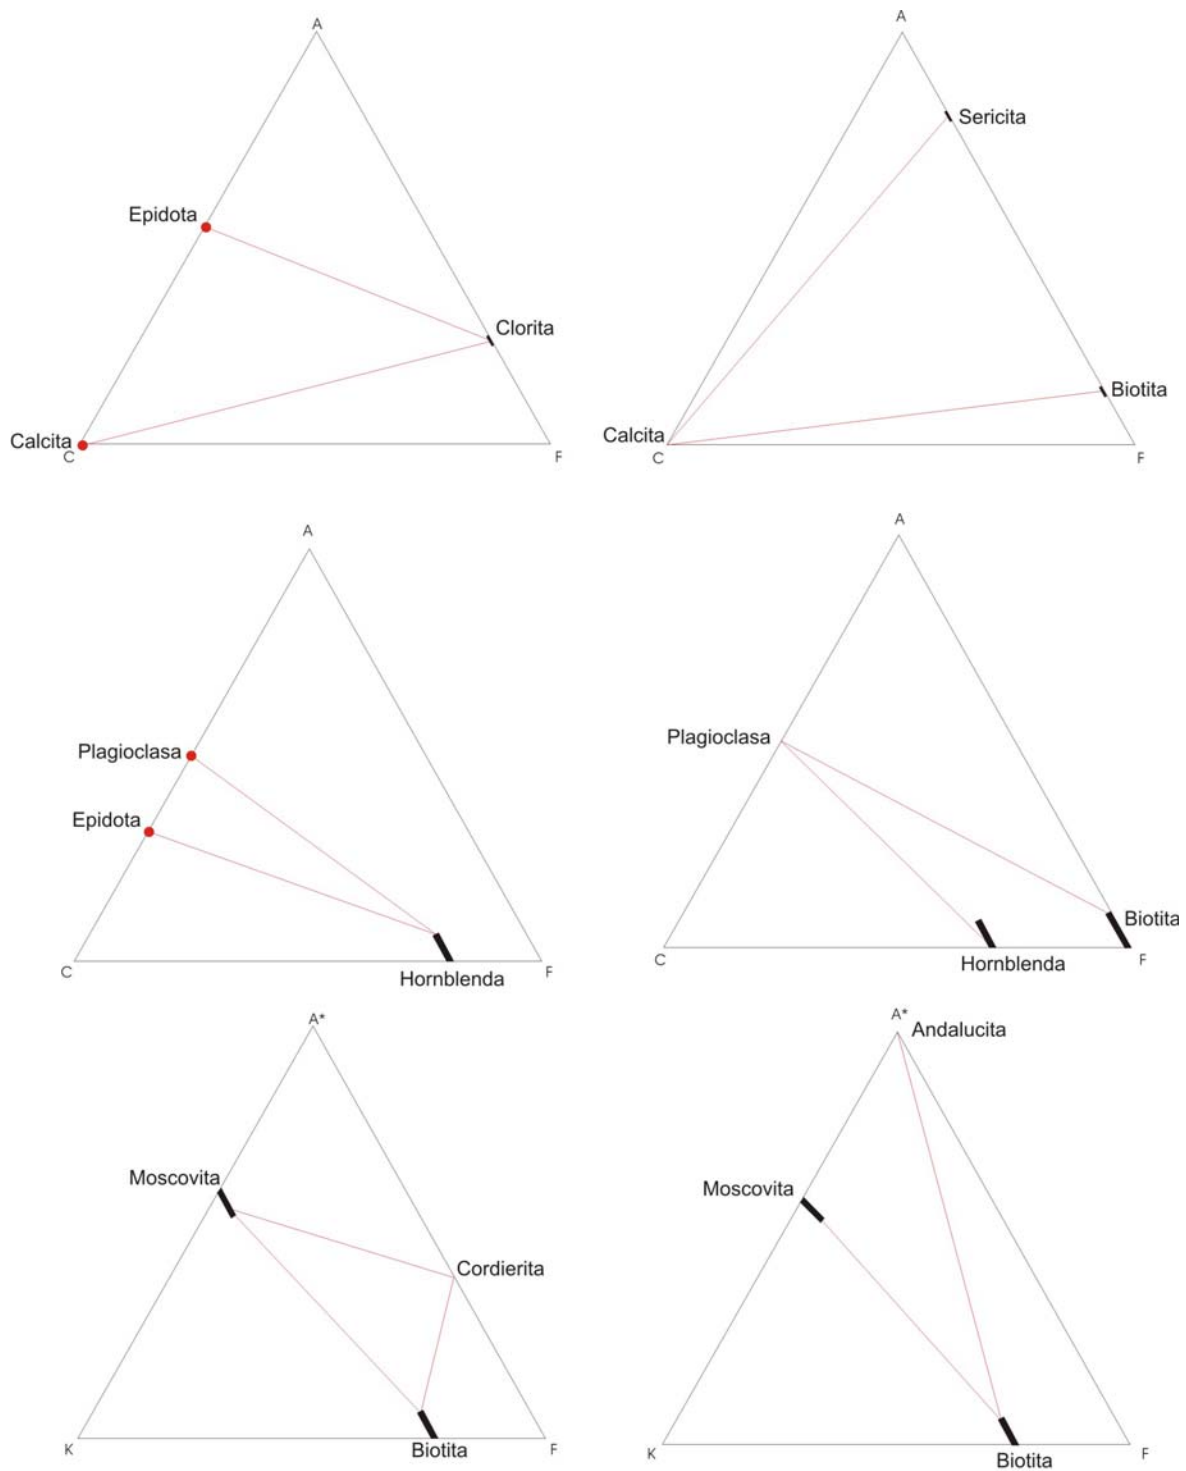 A
Epidota
Clorita
Calcita
C
F
A
Sericita
Biotita
Calcita
C
F
A
Plagioclasa
Epidota
C
F
Hornblenda
A
Plagioclasa
Biotita
C
F
Hornblenda
A*
Moscovita
Cordierita
K
F
Biotita
A*
Andalucita
Moscovita
K
F
Biotita